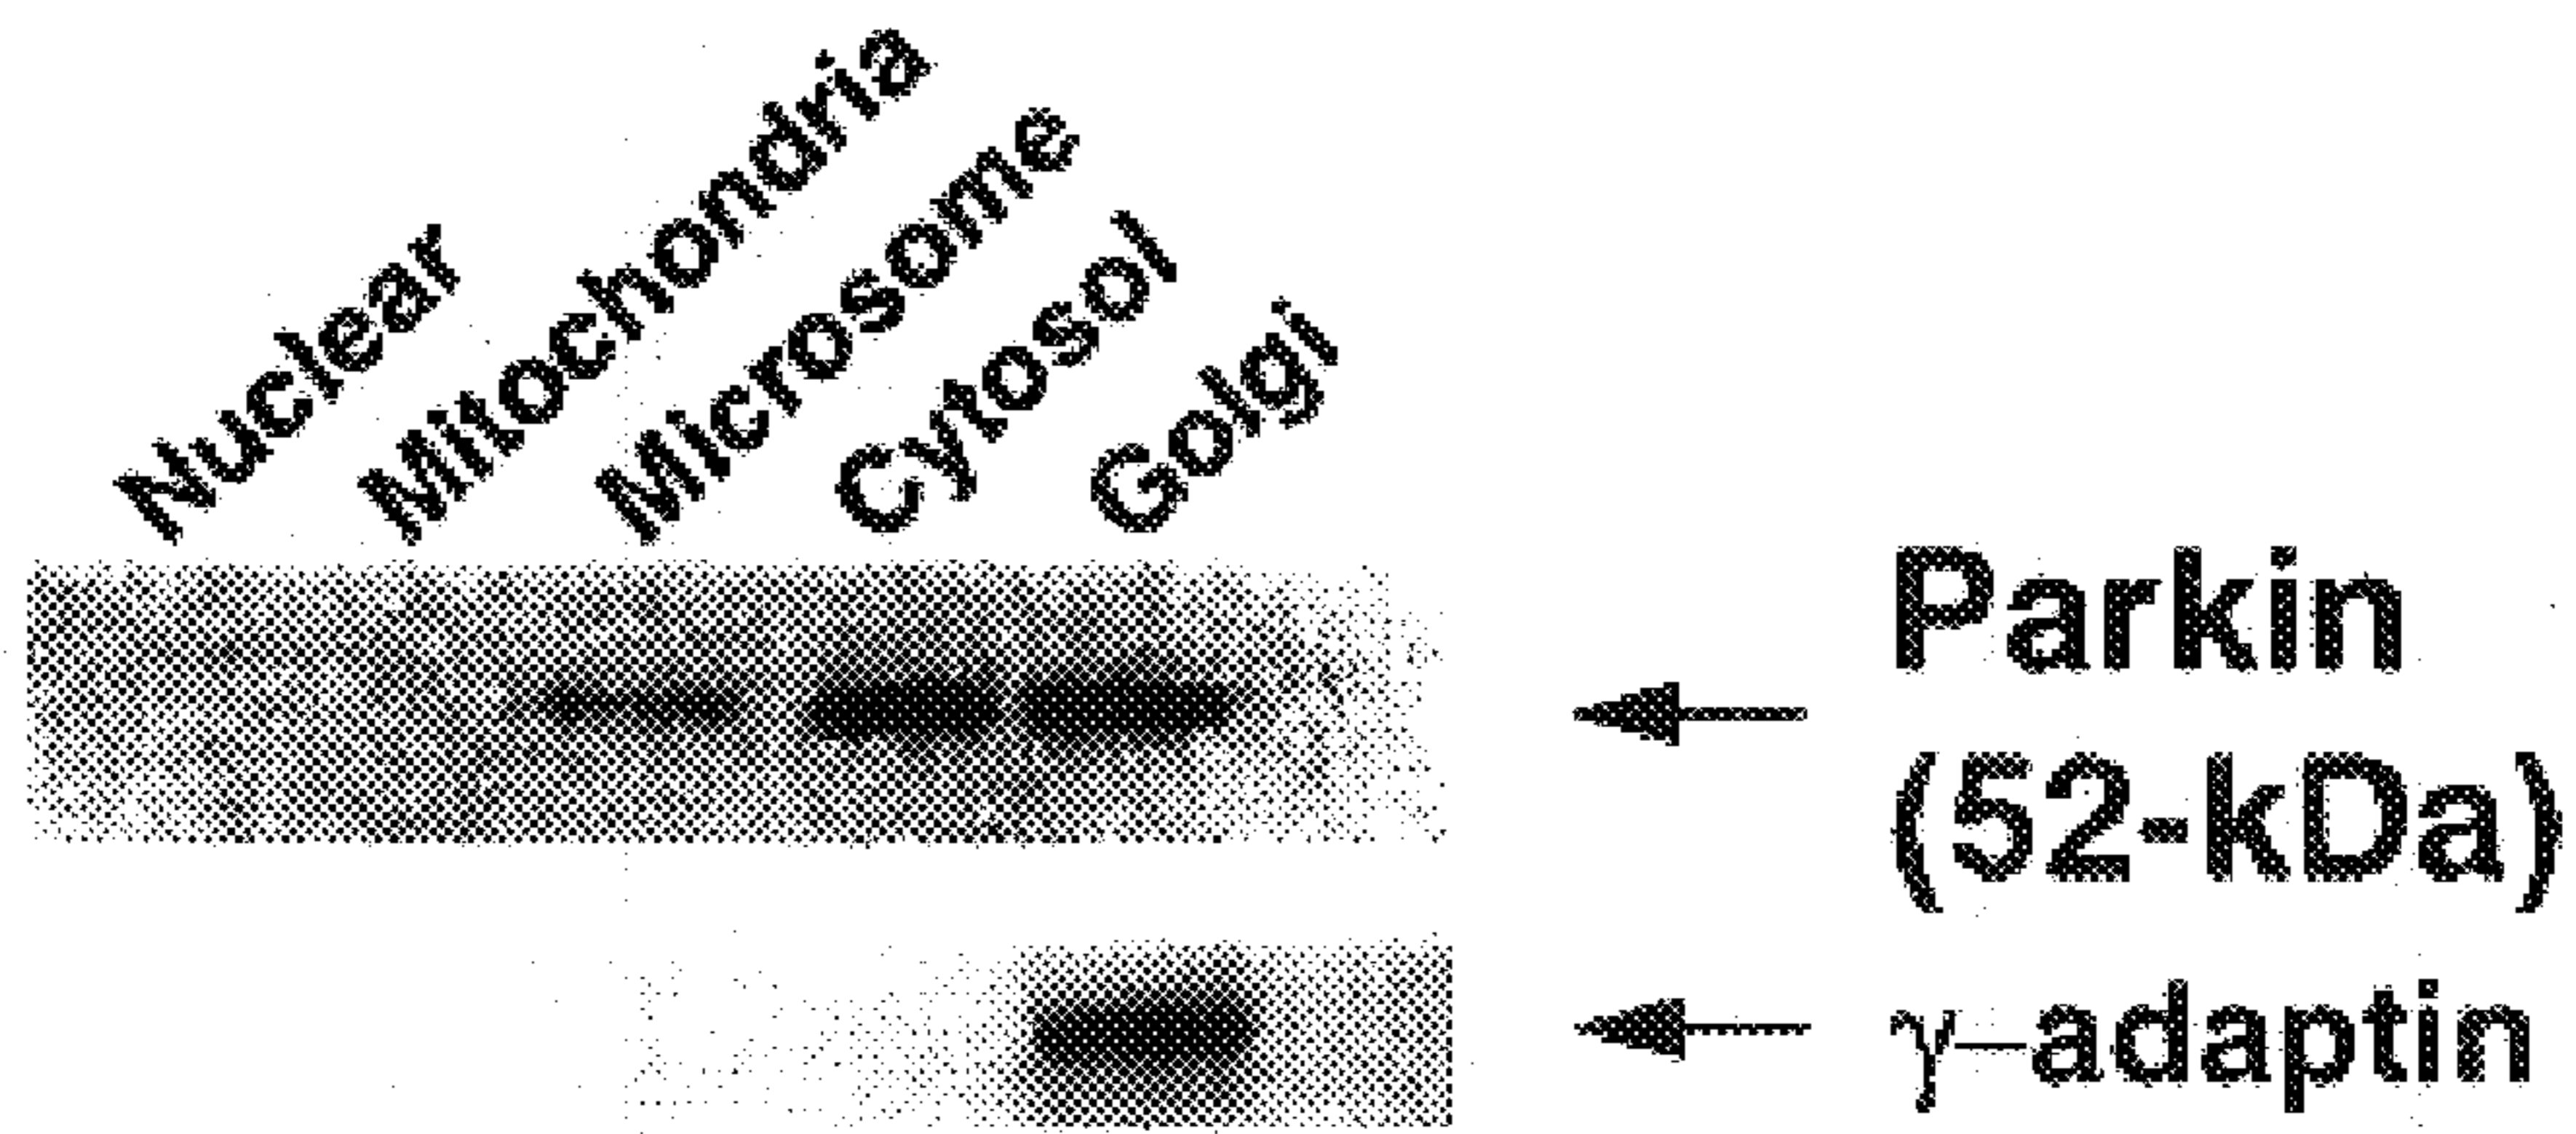 Nuclear
Mitochondria
Microsome
Cytosol
Golgi
Parkin
(52-kDa)
γ–adaptin